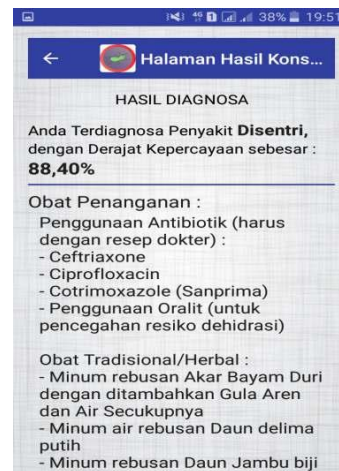 38% 19:51
Halaman Hasil Kons...
HASIL DIAGNOSA
Anda Terdiagnosa Penyakit Disentri,
dengan Derajat Kepercayaan sebesar :
88,40%
Obat Penanganan :
Penggunaan Antibiotik (harus
dengan resep dokter) :
- Ceftriaxone
- Ciprofloxacin
- Cotrimoxazole (Sanprima)
- Penggunaan Oralit (untuk
pencegahan resiko dehidrasi)
Obat Tradisional/Herbal :
- Minum rebusan Akar Bayam Duri
dengan ditambahkan Gula Aren
dan Air Secukupnya
- Minum air rebusan Daun delima
putih
- Minum rebusan Daun Jambu biji